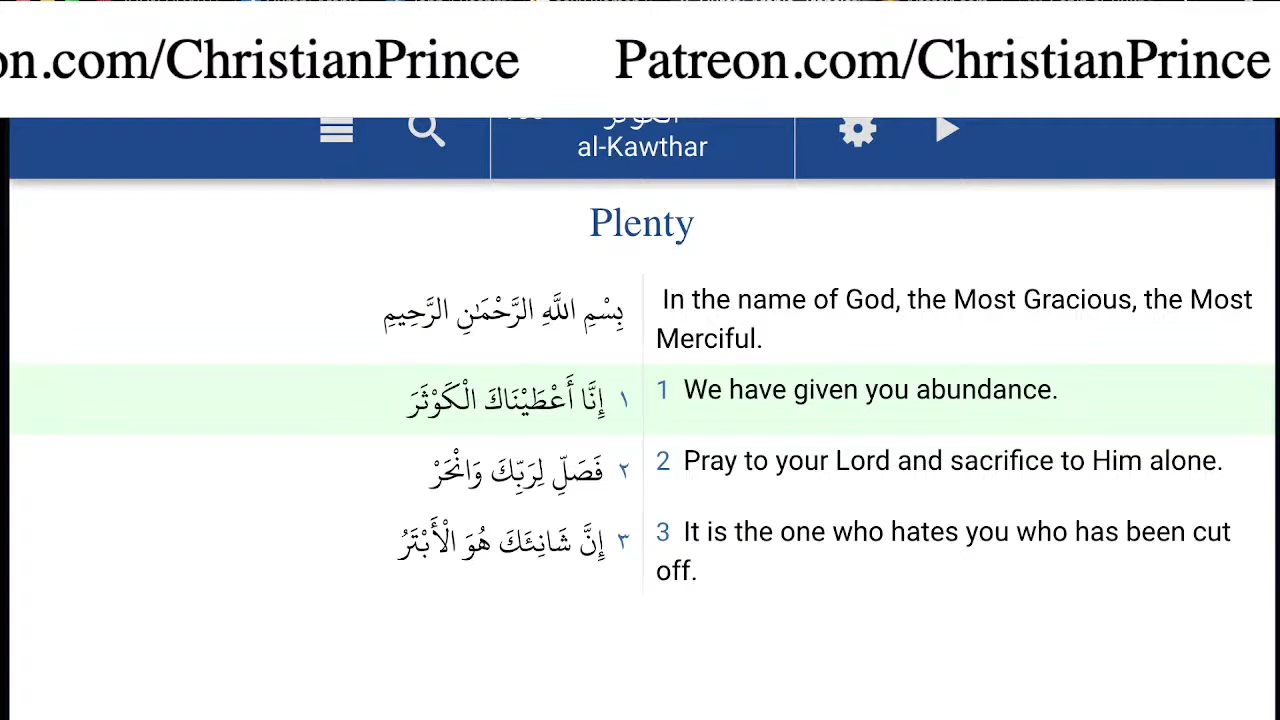 on.com/ChristianPrince Patreon.com/ChristianPrince
al-Kawthar
Plenty
بِسْمِ اللَّهِ الرَّحْمَٰنِ الرَّحِيمِ
In the name of God, the Most Gracious, the Most
Merciful.
١ إِنَّا أَعْطَيْنَاكَ الْكَوْثَرَ
1 We have given you abundance.
٢ فَصَلِّ لِرَبِّكَ وَانْحَرْ
2 Pray to your Lord and sacrifice to Him alone.
٣ إِنَّ شَانِئَكَ هُوَ الْأَبْتَرُ
3 It is the one who hates you who has been cut
off.